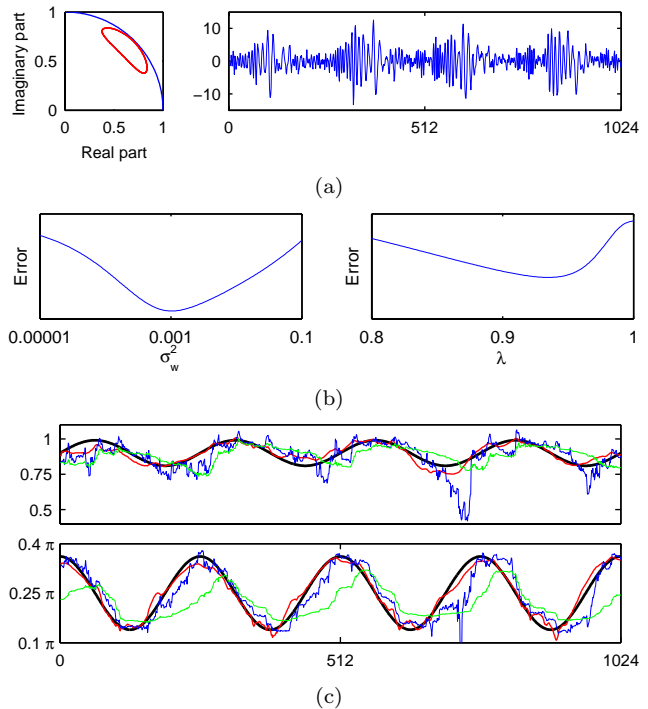 Imaginary part
1
0.5
0
0 0.5 1
Real part
10
0
−10
0 512 1024
(a)
Error
0.00001 0.001 0.1
σ²w
Error
0.8 0.9 1
λ
(b)
1
0.75
0.5
0.4 π
0.25 π
0.1 π
0 512 1024
(c)